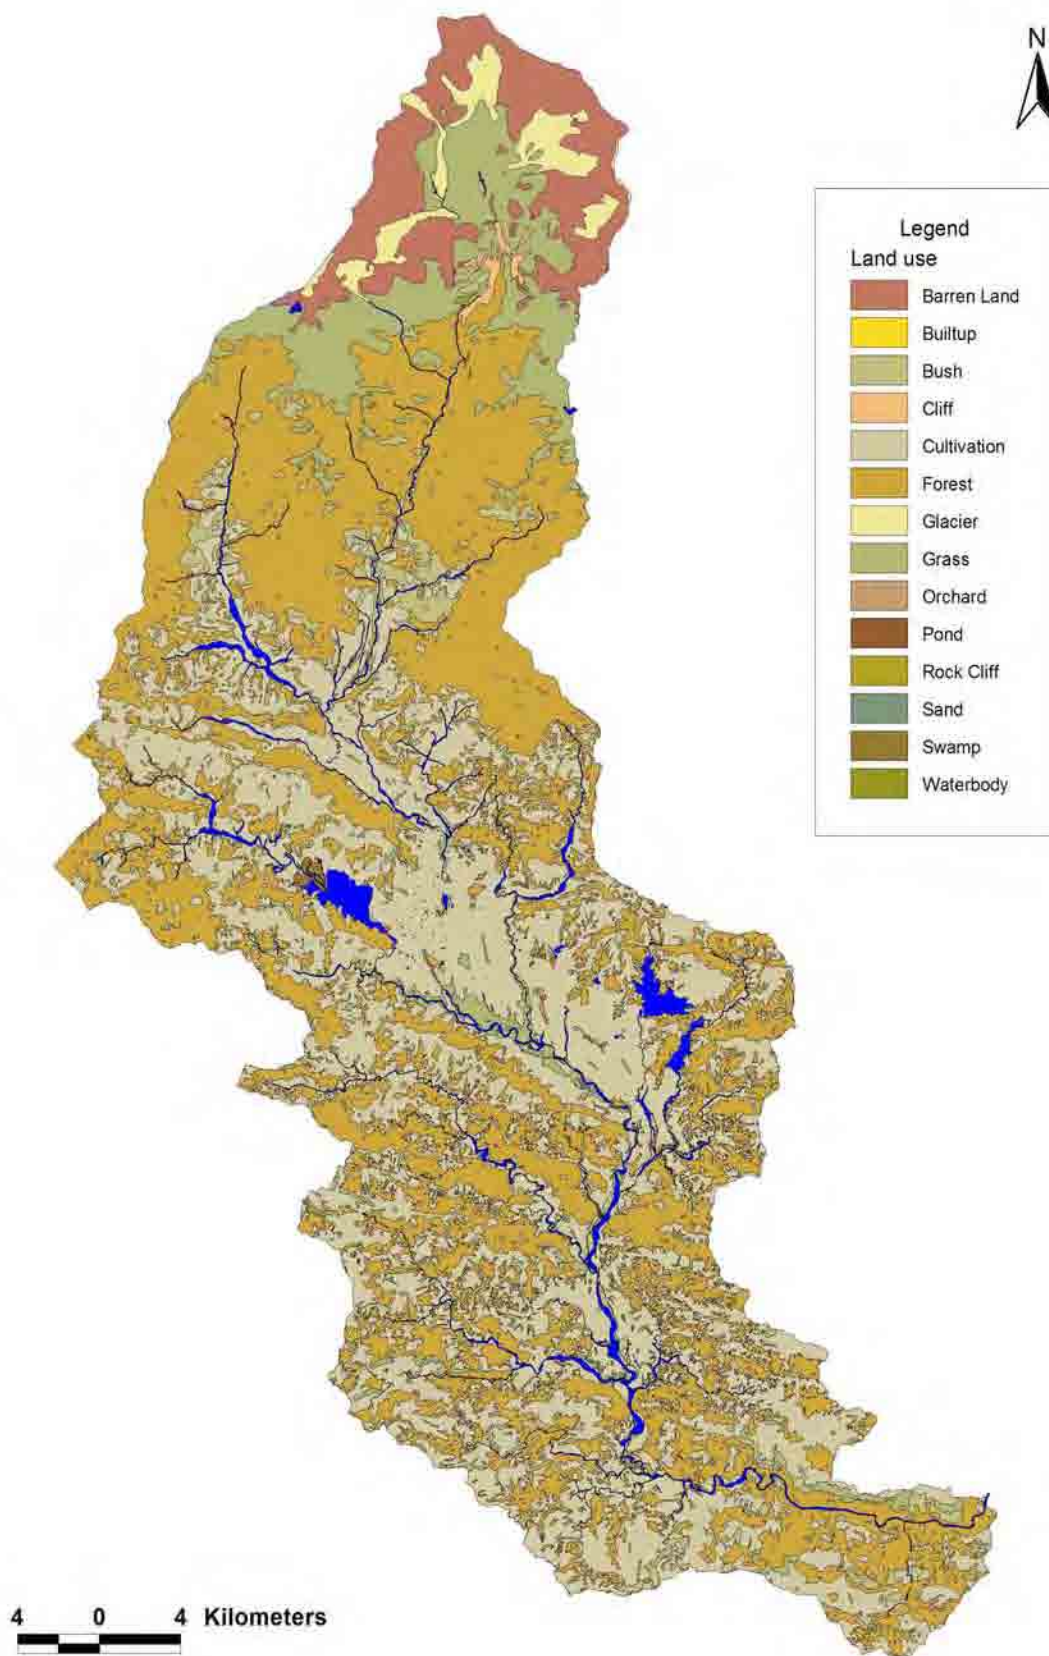 N
Legend
Land use
Barren Land
Builtup
Bush
Cliff
Cultivation
Forest
Glacier
Grass
Orchard
Pond
Rock Cliff
Sand
Swamp
Waterbody
4 0 4 Kilometers